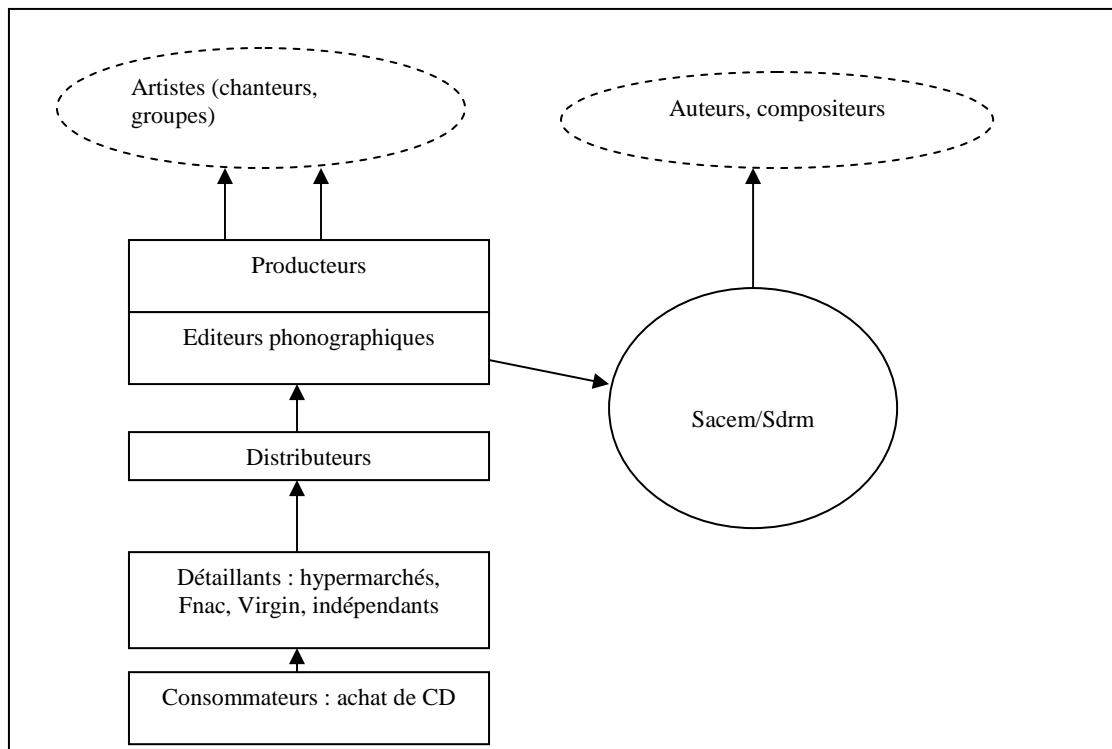 Artistes (chanteurs,
groupes)
Auteurs, compositeurs
Producteurs
Editeurs phonographiques
Sacem/Sdrm
Distributeurs
Détaillants : hypermarchés,
Fnac, Virgin, indépendants
Consommateurs : achat de CD